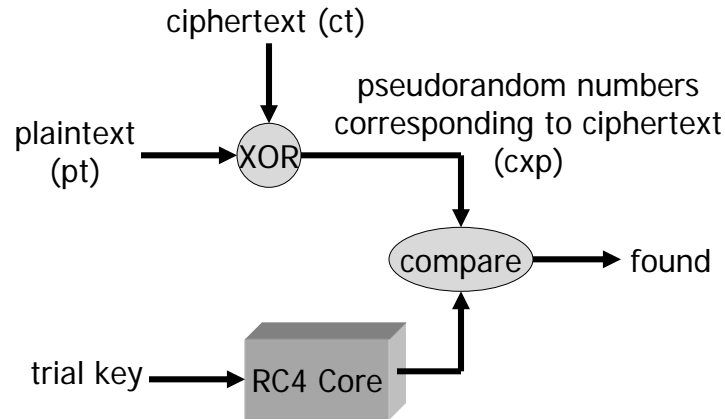 ciphertext (ct)
pseudorandom numbers
corresponding to ciphertext
(cxp)
plaintext
(pt)
XOR
compare
found
trial key
RC4 Core